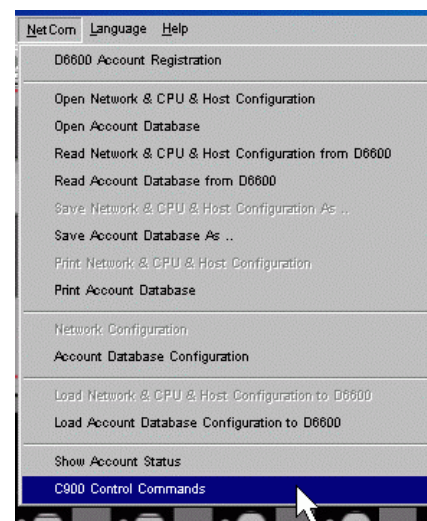 NetCom Language Help
D6600 Account Registration
Open Network & CPU & Host Configuration
Open Account Database
Read Network & CPU & Host Configuration from D6600
Read Account Database from D6600
Save Network & CPU & Host Configuration As ..
Save Account Database As ..
Print Network & CPU & Host Configuration
Print Account Database
Network Configuration
Account Database Configuration
Load Network & CPU & Host Configuration to D6600
Load Account Database Configuration to D6600
Show Account Status
C900 Control Commands